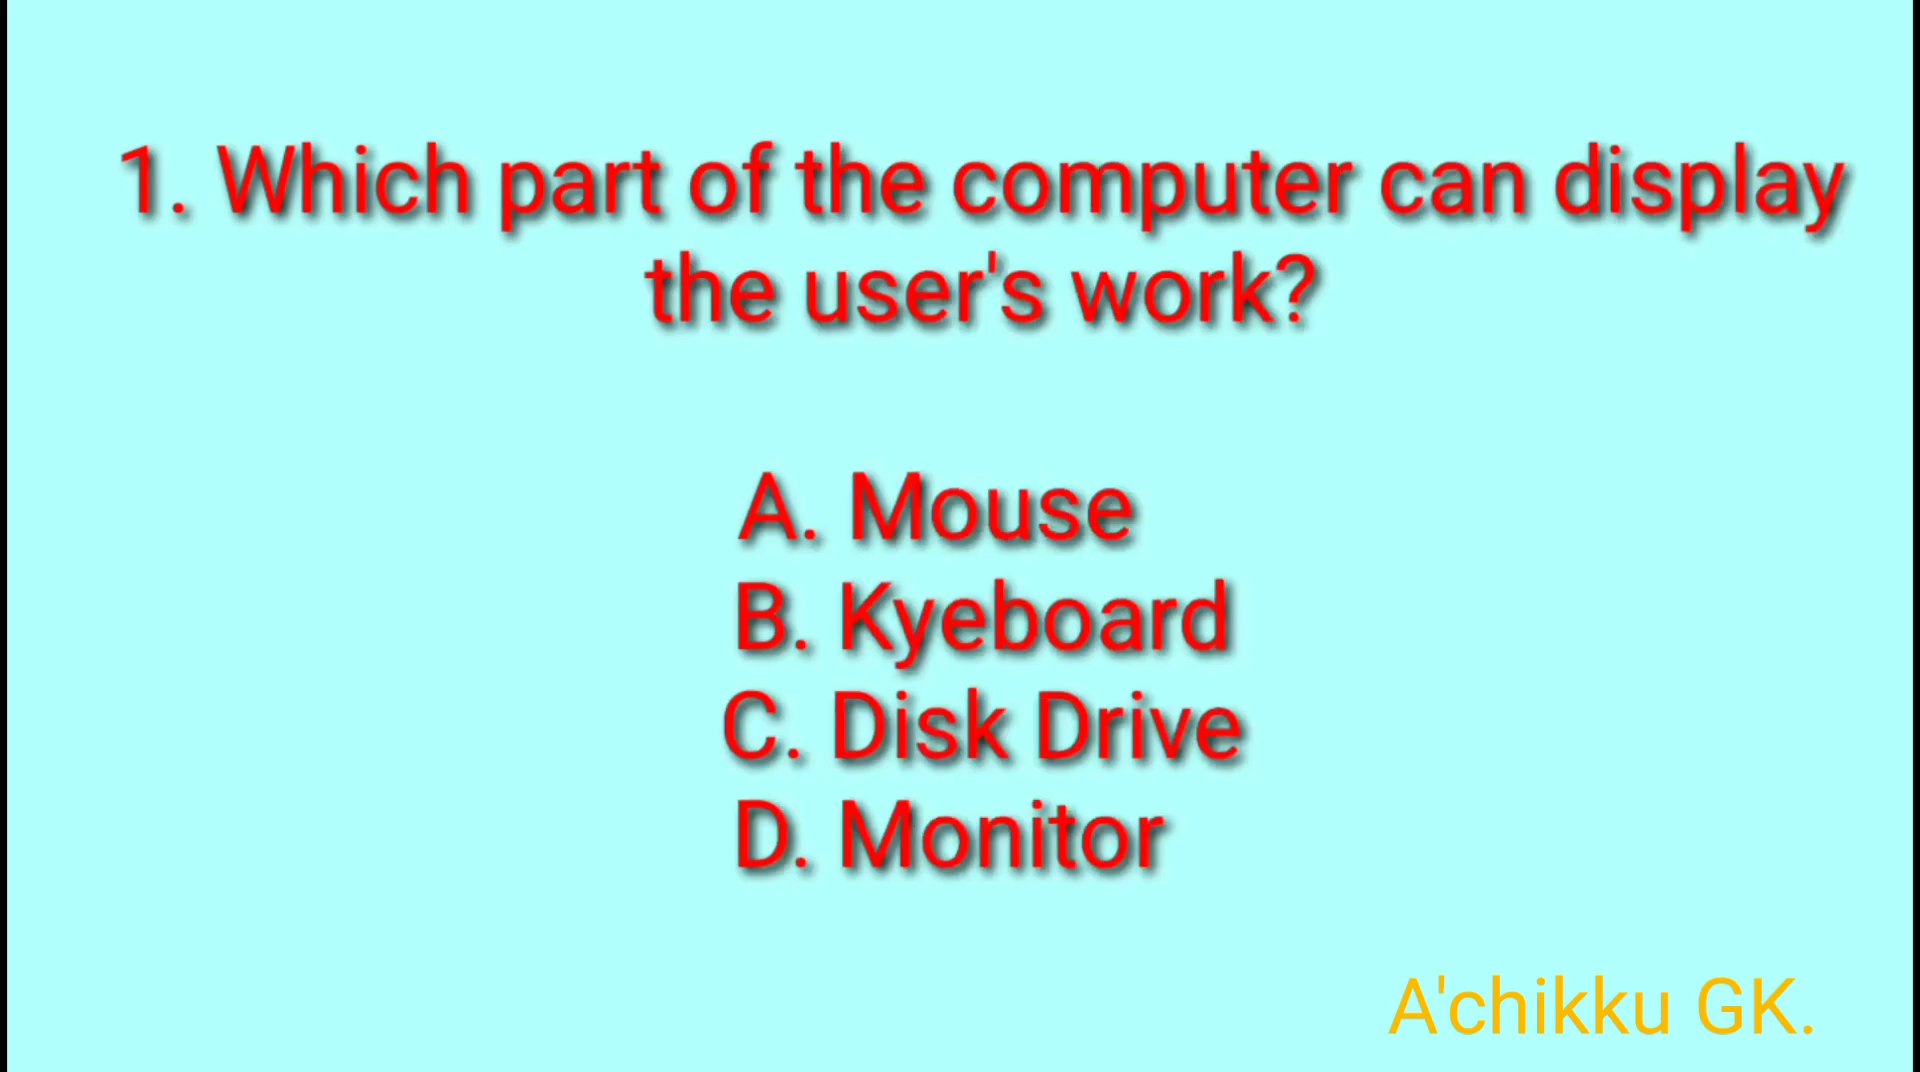 1. Which part of the computer can display
the user's work?
A. Mouse
B. Kyeboard
C. Disk Drive
D. Monitor
A'chikku GK.